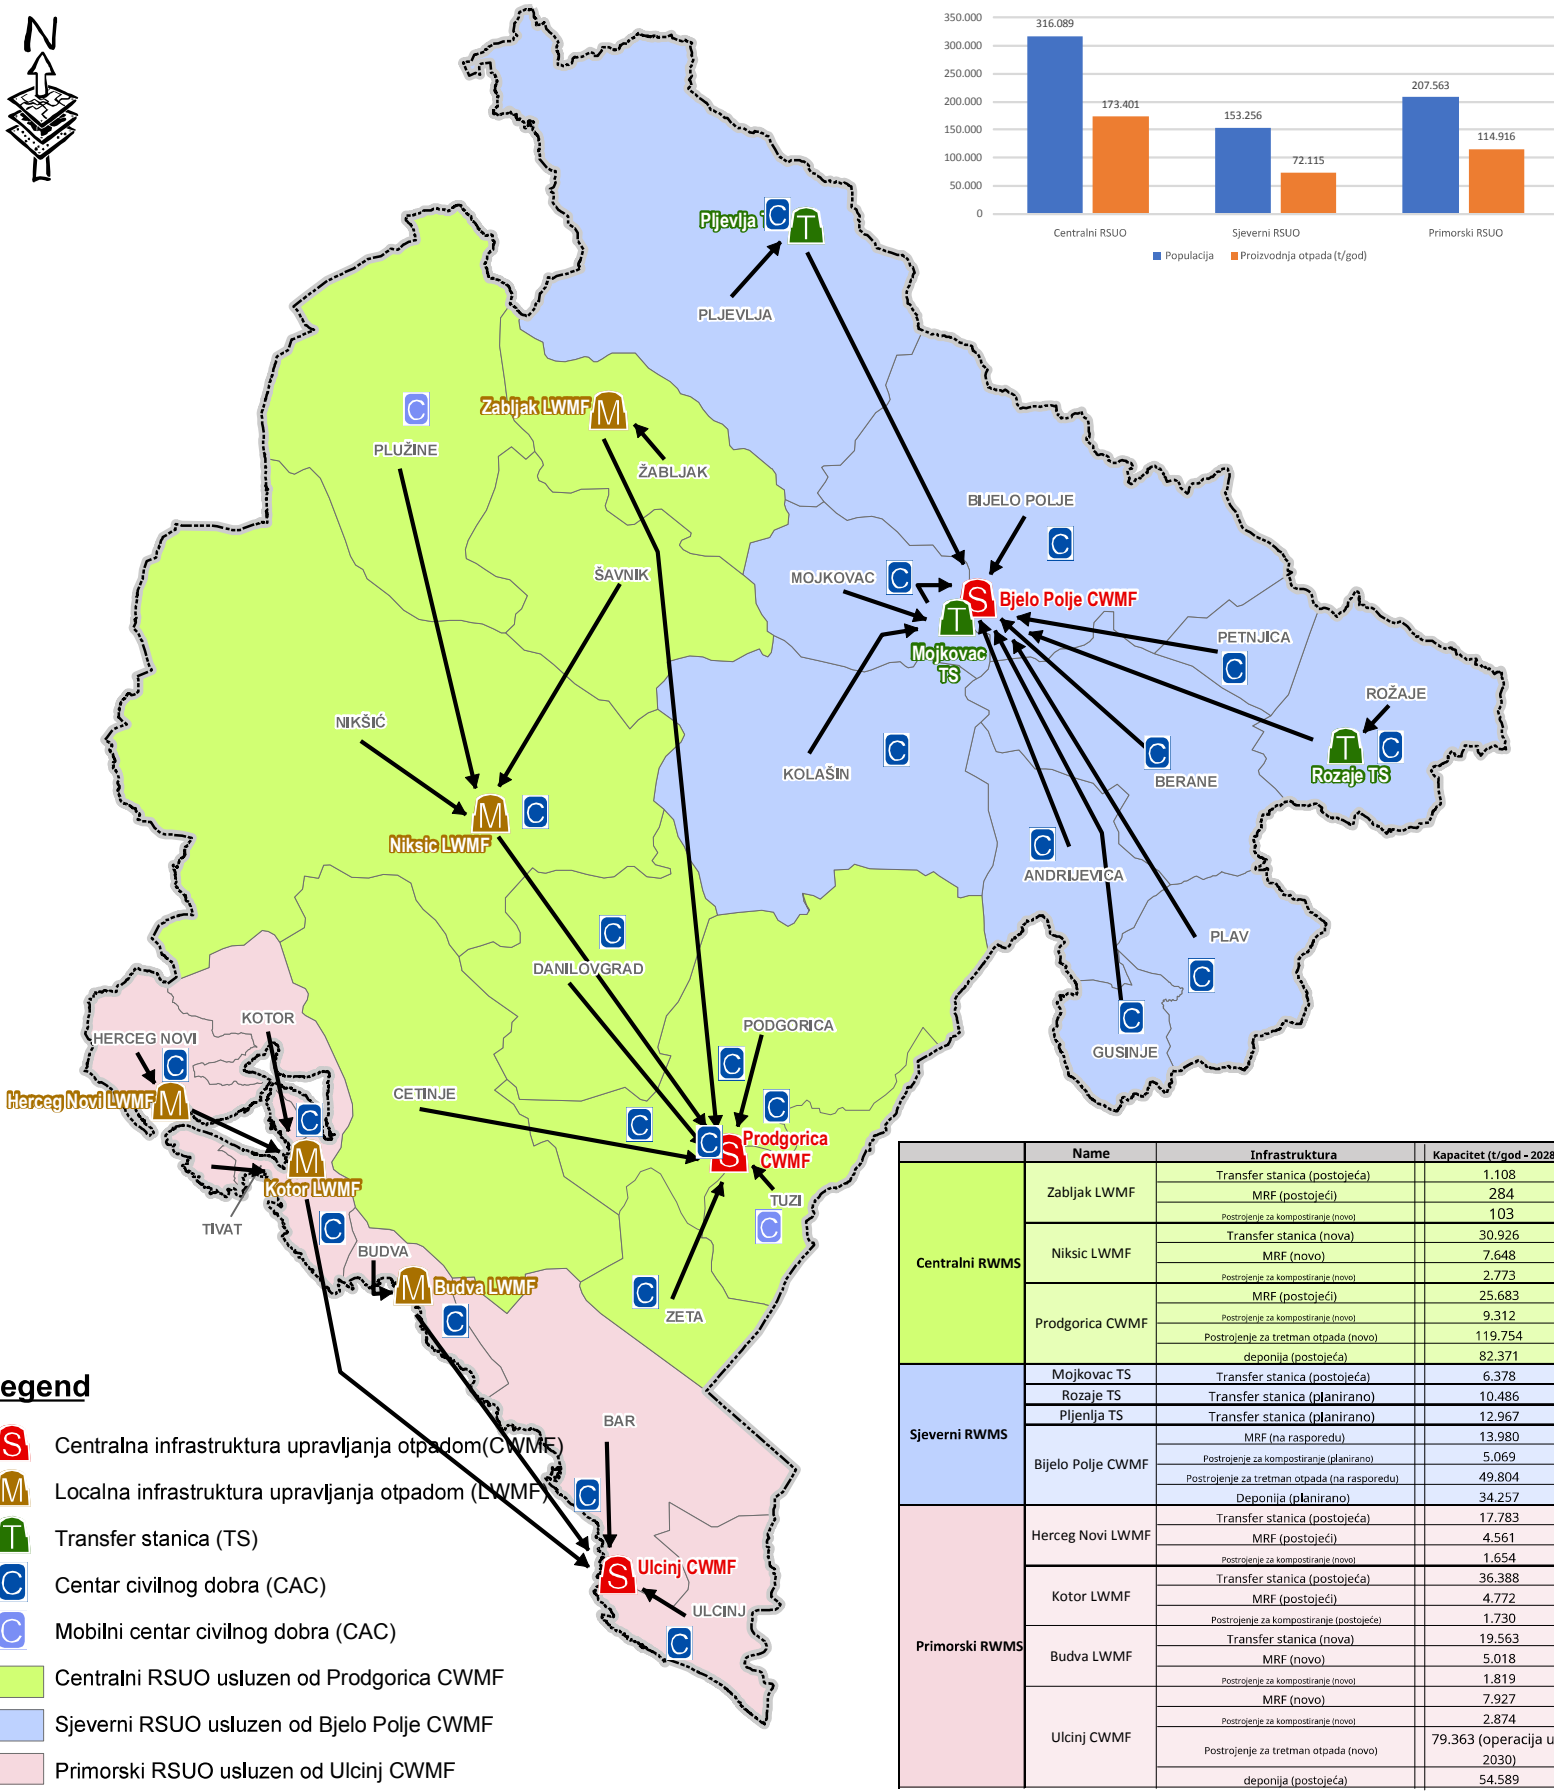 N
350.000
300.000
250.000
200.000
150.000
100.000
50.000
0
316.089
173.401
153.256
72.115
207.563
114.916
Centralni RSUO
Sjeverni RSUO
Primorski RSUO
Populacija
Proizvodnja otpada (t/god)
C
Pljevlja T
T
PLJEVLJA
C
PLUŽINE
Zabljak LWMF
M
ŽABLJAK
BIJELO POLJE
C
ŠAVNIK
MOJKOVAC
C
S
Bjelo Polje CWMF
T
Mojkovac
TS
PETNJICA
C
ROŽAJE
T
C
Rozaje TS
NIKŠIĆ
KOLAŠIN
C
C
BERANE
M
C
Niksic LWMF
C
ANDRIJEVICA
C
DANILOVGRAD
PLAV
C
KOTOR
HERCEG NOVI
C
PODGORICA
C
C
GUSINJE
Herceg Novi LWMF
M
CETINJE
C
C
C
C
S
Prodgorica
CWMF
M
Kotor LWMF
TUZI
C
TIVAT
C
BUDVA
M
Budva LWMF
C
C
ZETA
BAR
C
S
Ulcinj CWMF
ULCINJ
C
egend
S
Centralna infrastruktura upravljanja otpadom(CWMF)
M
Localna infrastruktura upravljanja otpadom (LWMF)
T
Transfer stanica (TS)
C
Centar civilnog dobra (CAC)
C
Mobilni centar civilnog dobra (CAC)
Centralni RSUO usluzen od Prodgorica CWMF
Sjeverni RSUO usluzen od Bjelo Polje CWMF
Primorski RSUO usluzen od Ulcinj CWMF
Name Infrastruktura Kapacitet (t/god - 2028
Centralni RWMS
Zabljak LWMF
Transfer stanica (postojeća) 1.108
MRF (postojeći) 284
Postrojenje za kompostiranje (novo) 103
Niksic LWMF
Transfer stanica (nova) 30.926
MRF (novo) 7.648
Postrojenje za kompostiranje (novo) 2.773
Prodgorica CWMF
MRF (postojeći) 25.683
Postrojenje za kompostiranje (novo) 9.312
Postrojenje za tretman otpada (novo) 119.754
deponija (postojeća) 82.371
Sjeverni RWMS
Mojkovac TS Transfer stanica (postojeća) 6.378
Rozaje TS Transfer stanica (planirano) 10.486
Pljenlja TS Transfer stanica (planirano) 12.967
Bijelo Polje CWMF
MRF (na rasporedu) 13.980
Postrojenje za kompostiranje (planirano) 5.069
Postrojenje za tretman otpada (na rasporedu) 49.804
Deponija (planirano) 34.257
Primorski RWMS
Herceg Novi LWMF
Transfer stanica (postojeća) 17.783
MRF (postojeći) 4.561
Postrojenje za kompostiranje (novo) 1.654
Kotor LWMF
Transfer stanica (postojeća) 36.388
MRF (postojeći) 4.772
Postrojenje za kompostiranje (postojeće) 1.730
Budva LWMF
Transfer stanica (nova) 19.563
MRF (novo) 5.018
Postrojenje za kompostiranje (novo) 1.819
Ulcinj CWMF
MRF (novo) 7.927
Postrojenje za kompostiranje (novo) 2.874
Postrojenje za tretman otpada (novo) 79.363 (operacija u
2030)
deponija (postojeća) 54.589